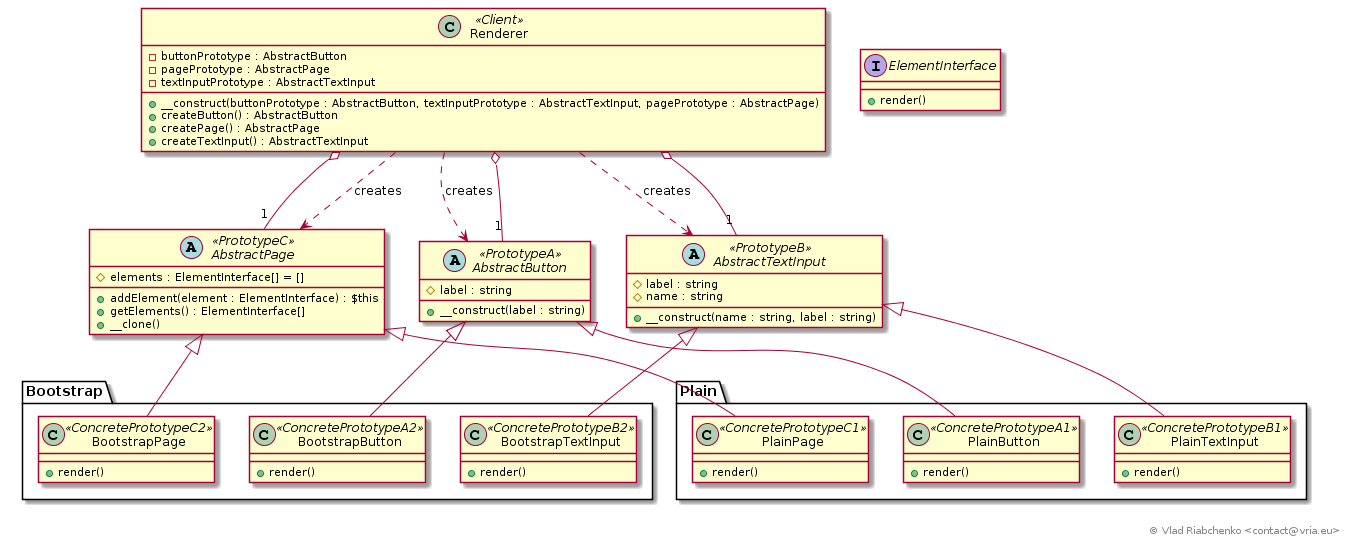 C «Client»
Renderer
buttonPrototype : AbstractButton
pagePrototype : AbstractPage
textInputPrototype : AbstractTextInput
__construct(buttonPrototype : AbstractButton, textInputPrototype : AbstractTextInput, pagePrototype : AbstractPage)
createButton() : AbstractButton
createPage() : AbstractPage
createTextInput() : AbstractTextInput
I ElementInterface
render()
creates
creates
creates
1
1
1
A «PrototypeC»
AbstractPage
elements : ElementInterface[] = []
addElement(element : ElementInterface) : $this
getElements() : ElementInterface[]
__clone()
A «PrototypeA»
AbstractButton
label : string
__construct(label : string)
A «PrototypeB»
AbstractTextInput
label : string
name : string
__construct(name : string, label : string)
Bootstrap
C «ConcretePrototypeC2»
BootstrapPage
render()
C «ConcretePrototypeA2»
BootstrapButton
render()
C «ConcretePrototypeB2»
BootstrapTextInput
render()
Plain
C «ConcretePrototypeC1»
PlainPage
render()
C «ConcretePrototypeA1»
PlainButton
render()
C «ConcretePrototypeB1»
PlainTextInput
render()
© Vlad Riabchenko <contact@vria.eu>